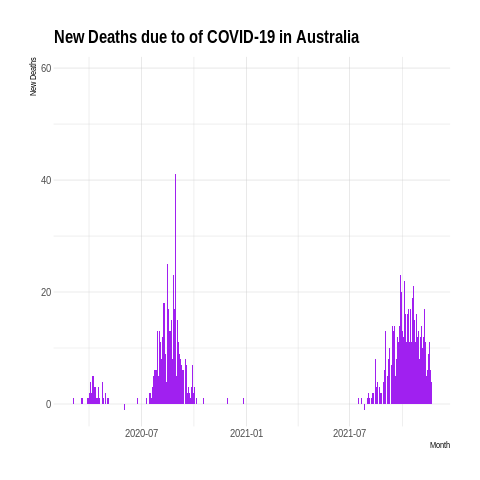 New Deaths due to of COVID-19 in Australia
New Deaths
60
40
20
0
2020-07
2021-01
2021-07
Month